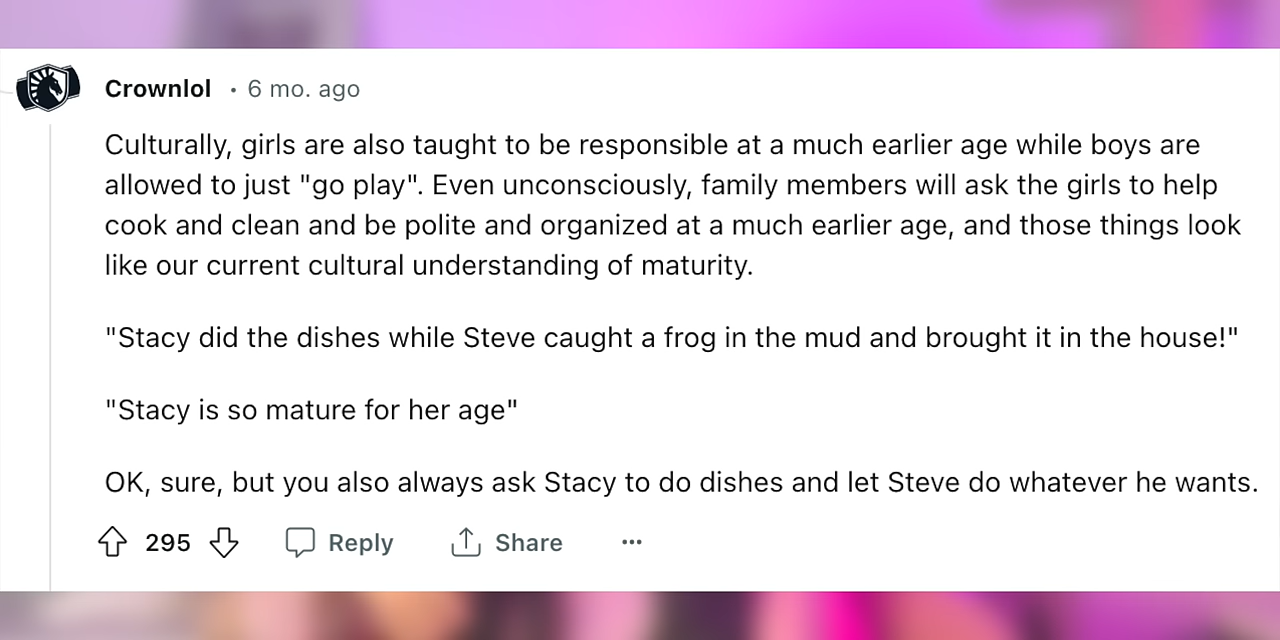 Crownlol • 6 mo. ago
Culturally, girls are also taught to be responsible at a much earlier age while boys are
allowed to just "go play". Even unconsciously, family members will ask the girls to help
cook and clean and be polite and organized at a much earlier age, and those things look
like our current cultural understanding of maturity.
"Stacy did the dishes while Steve caught a frog in the mud and brought it in the house!"
"Stacy is so mature for her age"
OK, sure, but you also always ask Stacy to do dishes and let Steve do whatever he wants.
295 Reply Share ...